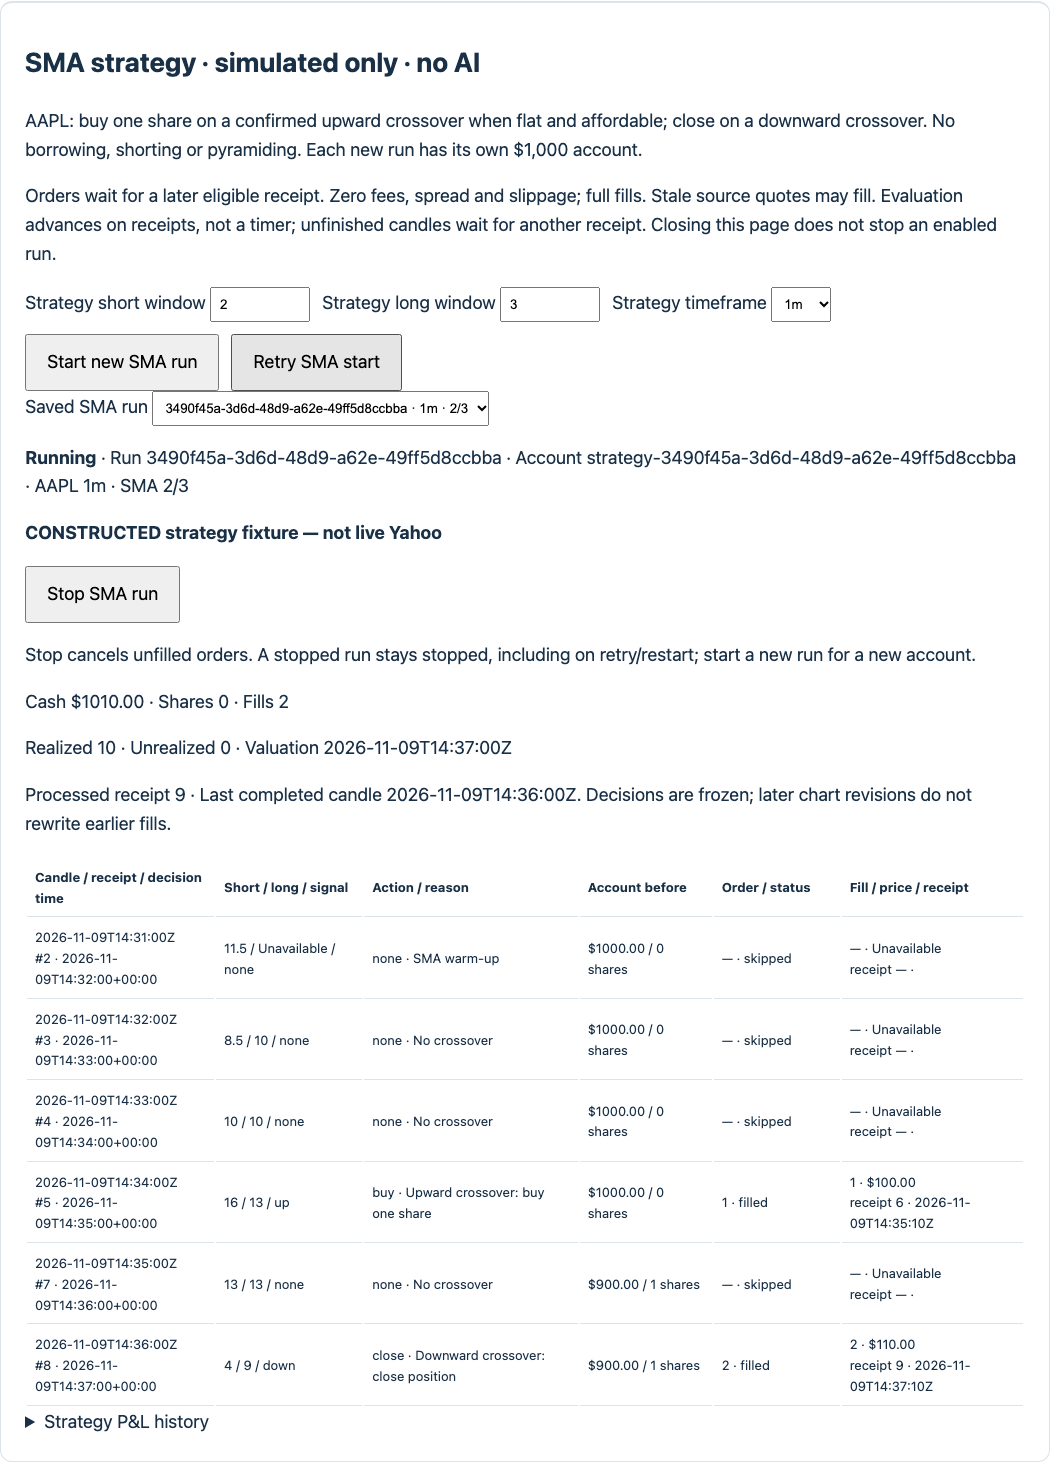 SMA strategy · simulated only · no AI
AAPL: buy one share on a confirmed upward crossover when flat and affordable; close on a downward crossover. No
borrowing, shorting or pyramiding. Each new run has its own $1,000 account.
Orders wait for a later eligible receipt. Zero fees, spread and slippage; full fills. Stale source quotes may fill. Evaluation
advances on receipts, not a timer; unfinished candles wait for another receipt. Closing this page does not stop an enabled
run.
Strategy short window 2 Strategy long window 3 Strategy timeframe 1m
Start new SMA run Retry SMA start
Saved SMA run 3490f45a-3d6d-48d9-a62e-49ff5d8ccbba · 1m · 2/3
Running · Run 3490f45a-3d6d-48d9-a62e-49ff5d8ccbba · Account strategy-3490f45a-3d6d-48d9-a62e-49ff5d8ccbba
· AAPL 1m · SMA 2/3
CONSTRUCTED strategy fixture — not live Yahoo
Stop SMA run
Stop cancels unfilled orders. A stopped run stays stopped, including on retry/restart; start a new run for a new account.
Cash $1010.00 · Shares 0 · Fills 2
Realized 10 · Unrealized 0 · Valuation 2026-11-09T14:37:00Z
Processed receipt 9 · Last completed candle 2026-11-09T14:36:00Z. Decisions are frozen; later chart revisions do not
rewrite earlier fills.
Candle / receipt / decision
time
Short / long / signal
Action / reason
Account before
Order / status
Fill / price / receipt
2026-11-09T14:31:00Z
#2 · 2026-11-
09T14:32:00+00:00
11.5 / Unavailable /
none
none · SMA warm-up
$1000.00 / 0
shares
— · skipped
— · Unavailable
receipt — ·
2026-11-09T14:32:00Z
#3 · 2026-11-
09T14:33:00+00:00
8.5 / 10 / none
none · No crossover
$1000.00 / 0
shares
— · skipped
— · Unavailable
receipt — ·
2026-11-09T14:33:00Z
#4 · 2026-11-
09T14:34:00+00:00
10 / 10 / none
none · No crossover
$1000.00 / 0
shares
— · skipped
— · Unavailable
receipt — ·
2026-11-09T14:34:00Z
#5 · 2026-11-
09T14:35:00+00:00
16 / 13 / up
buy · Upward crossover: buy
one share
$1000.00 / 0
shares
1 · filled
1 · $100.00
receipt 6 · 2026-11-
09T14:35:10Z
2026-11-09T14:35:00Z
#7 · 2026-11-
09T14:36:00+00:00
13 / 13 / none
none · No crossover
$900.00 / 1 shares
— · skipped
— · Unavailable
receipt — ·
2026-11-09T14:36:00Z
#8 · 2026-11-
09T14:37:00+00:00
4 / 9 / down
close · Downward crossover:
close position
$900.00 / 1 shares
2 · filled
2 · $110.00
receipt 9 · 2026-11-
09T14:37:10Z
Strategy P&L history